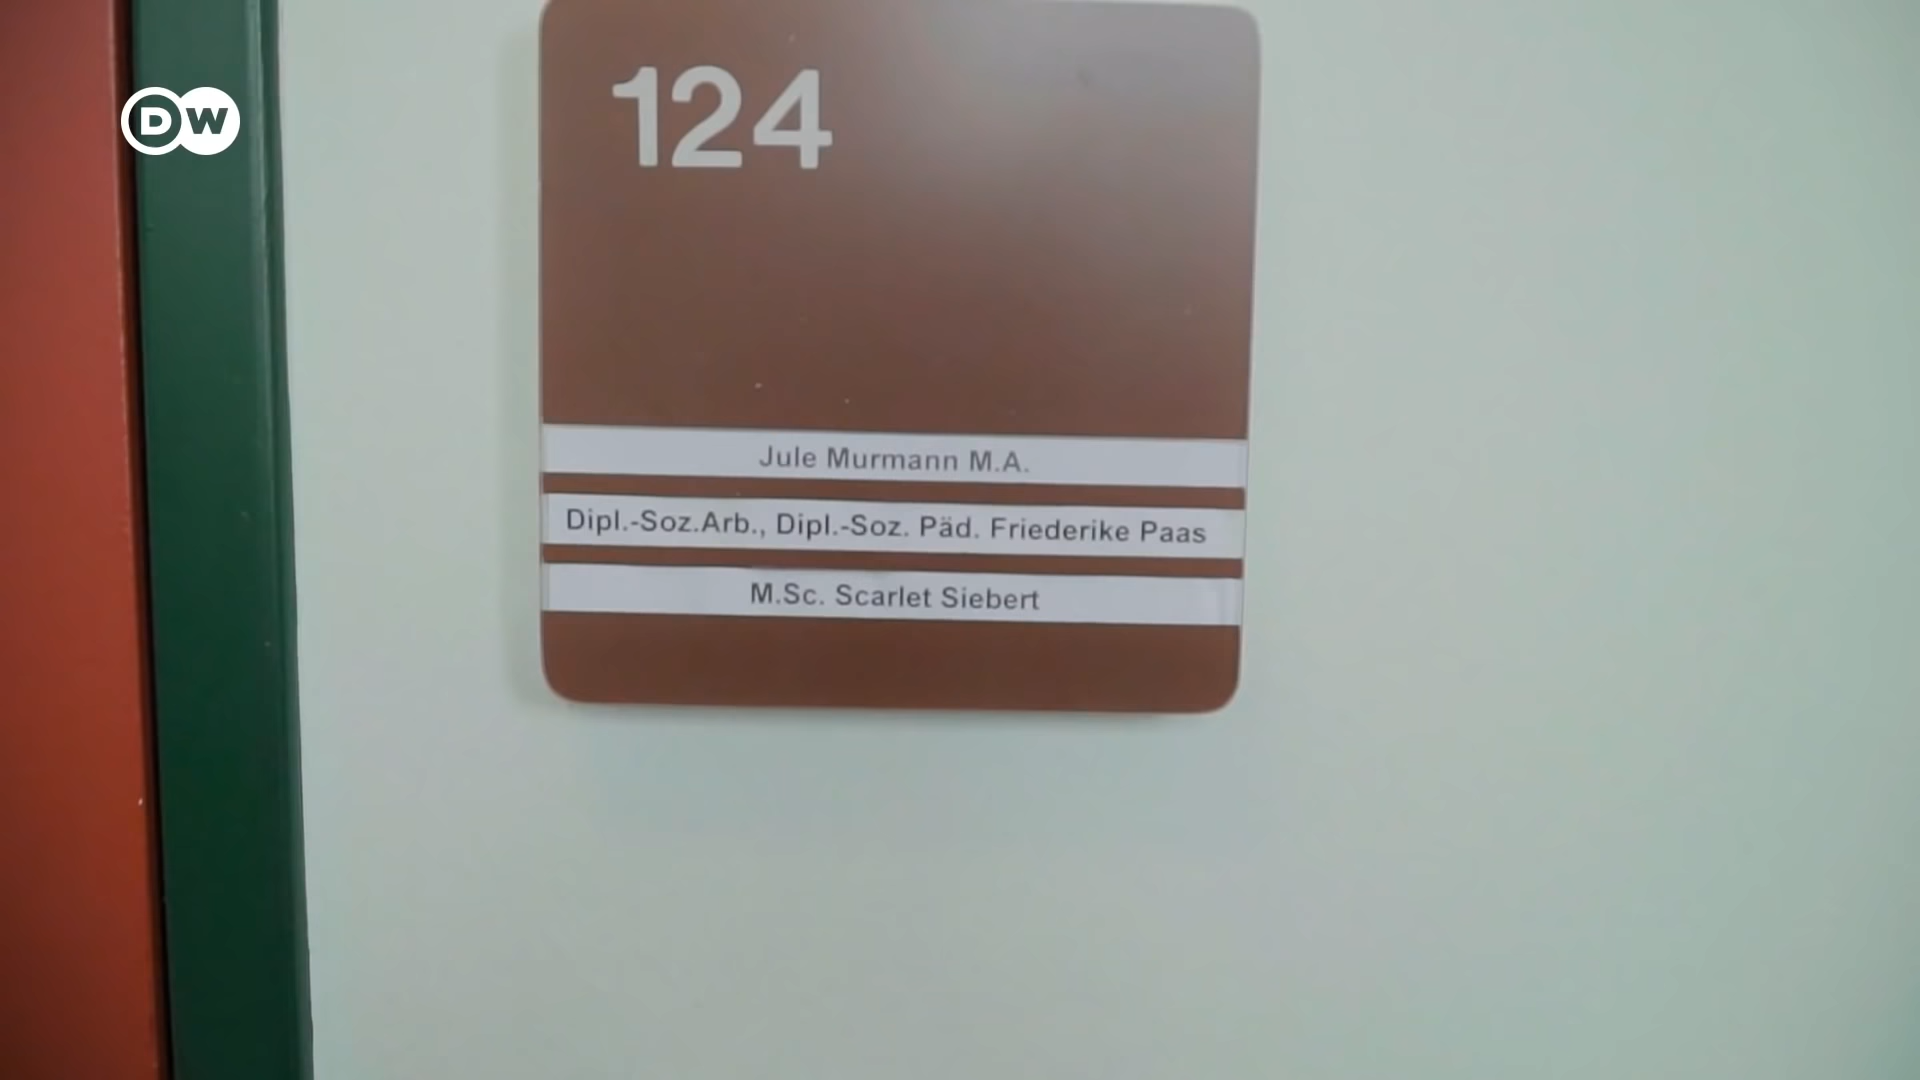 DW
124
Jule Murmann M.A.
Dipl.-Soz.Arb., Dipl.-Soz. Päd. Friederike Paas
M.Sc. Scarlet Siebert